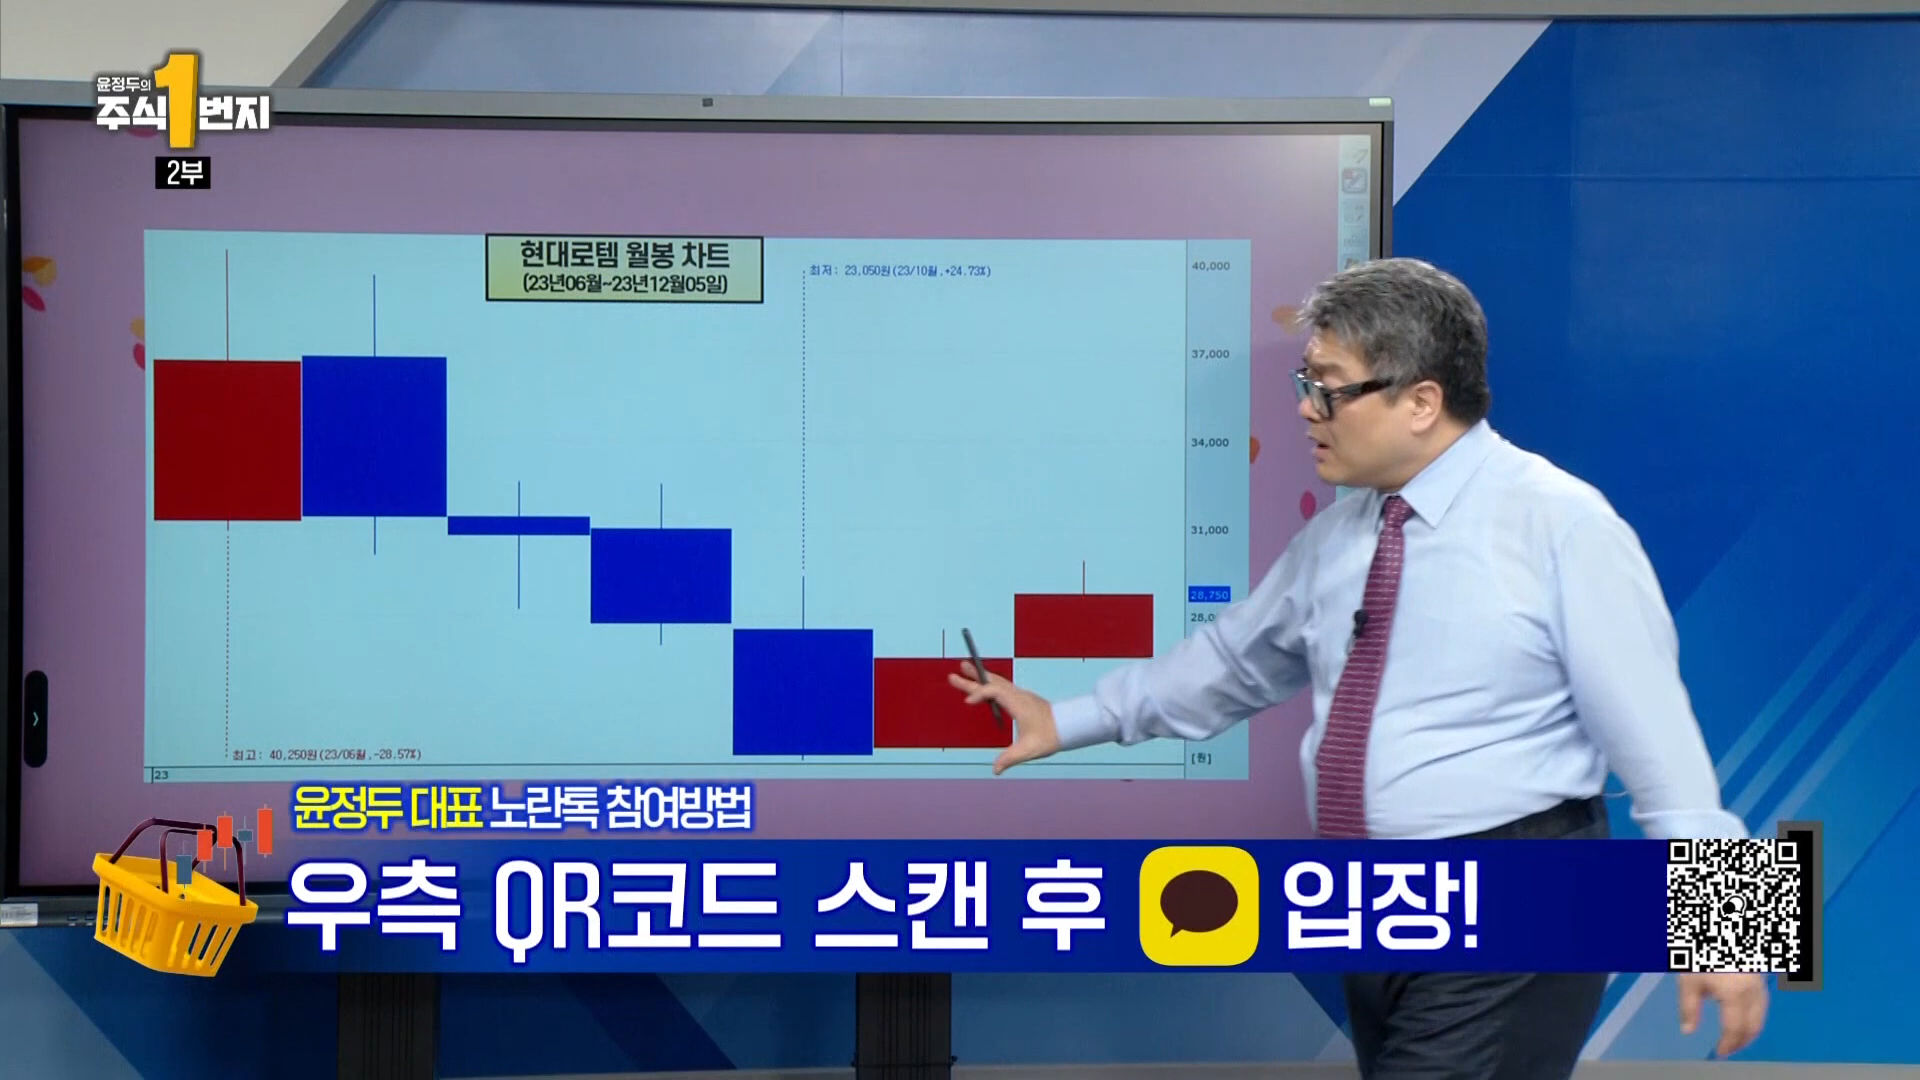 윤정두의
주식1번지
2부
현대로템 월봉 차트
(23년06월~23년12월05일)
최저: 23,050원(23/10월,+24.73%)
40,000
37,000
34,000
31,000
28,750
28,0
[원]
최고: 40,250원(23/06월,-28.57%)
23
윤정두 대표 노란톡 참여방법
우측 QR코드 스캔 후 입장!